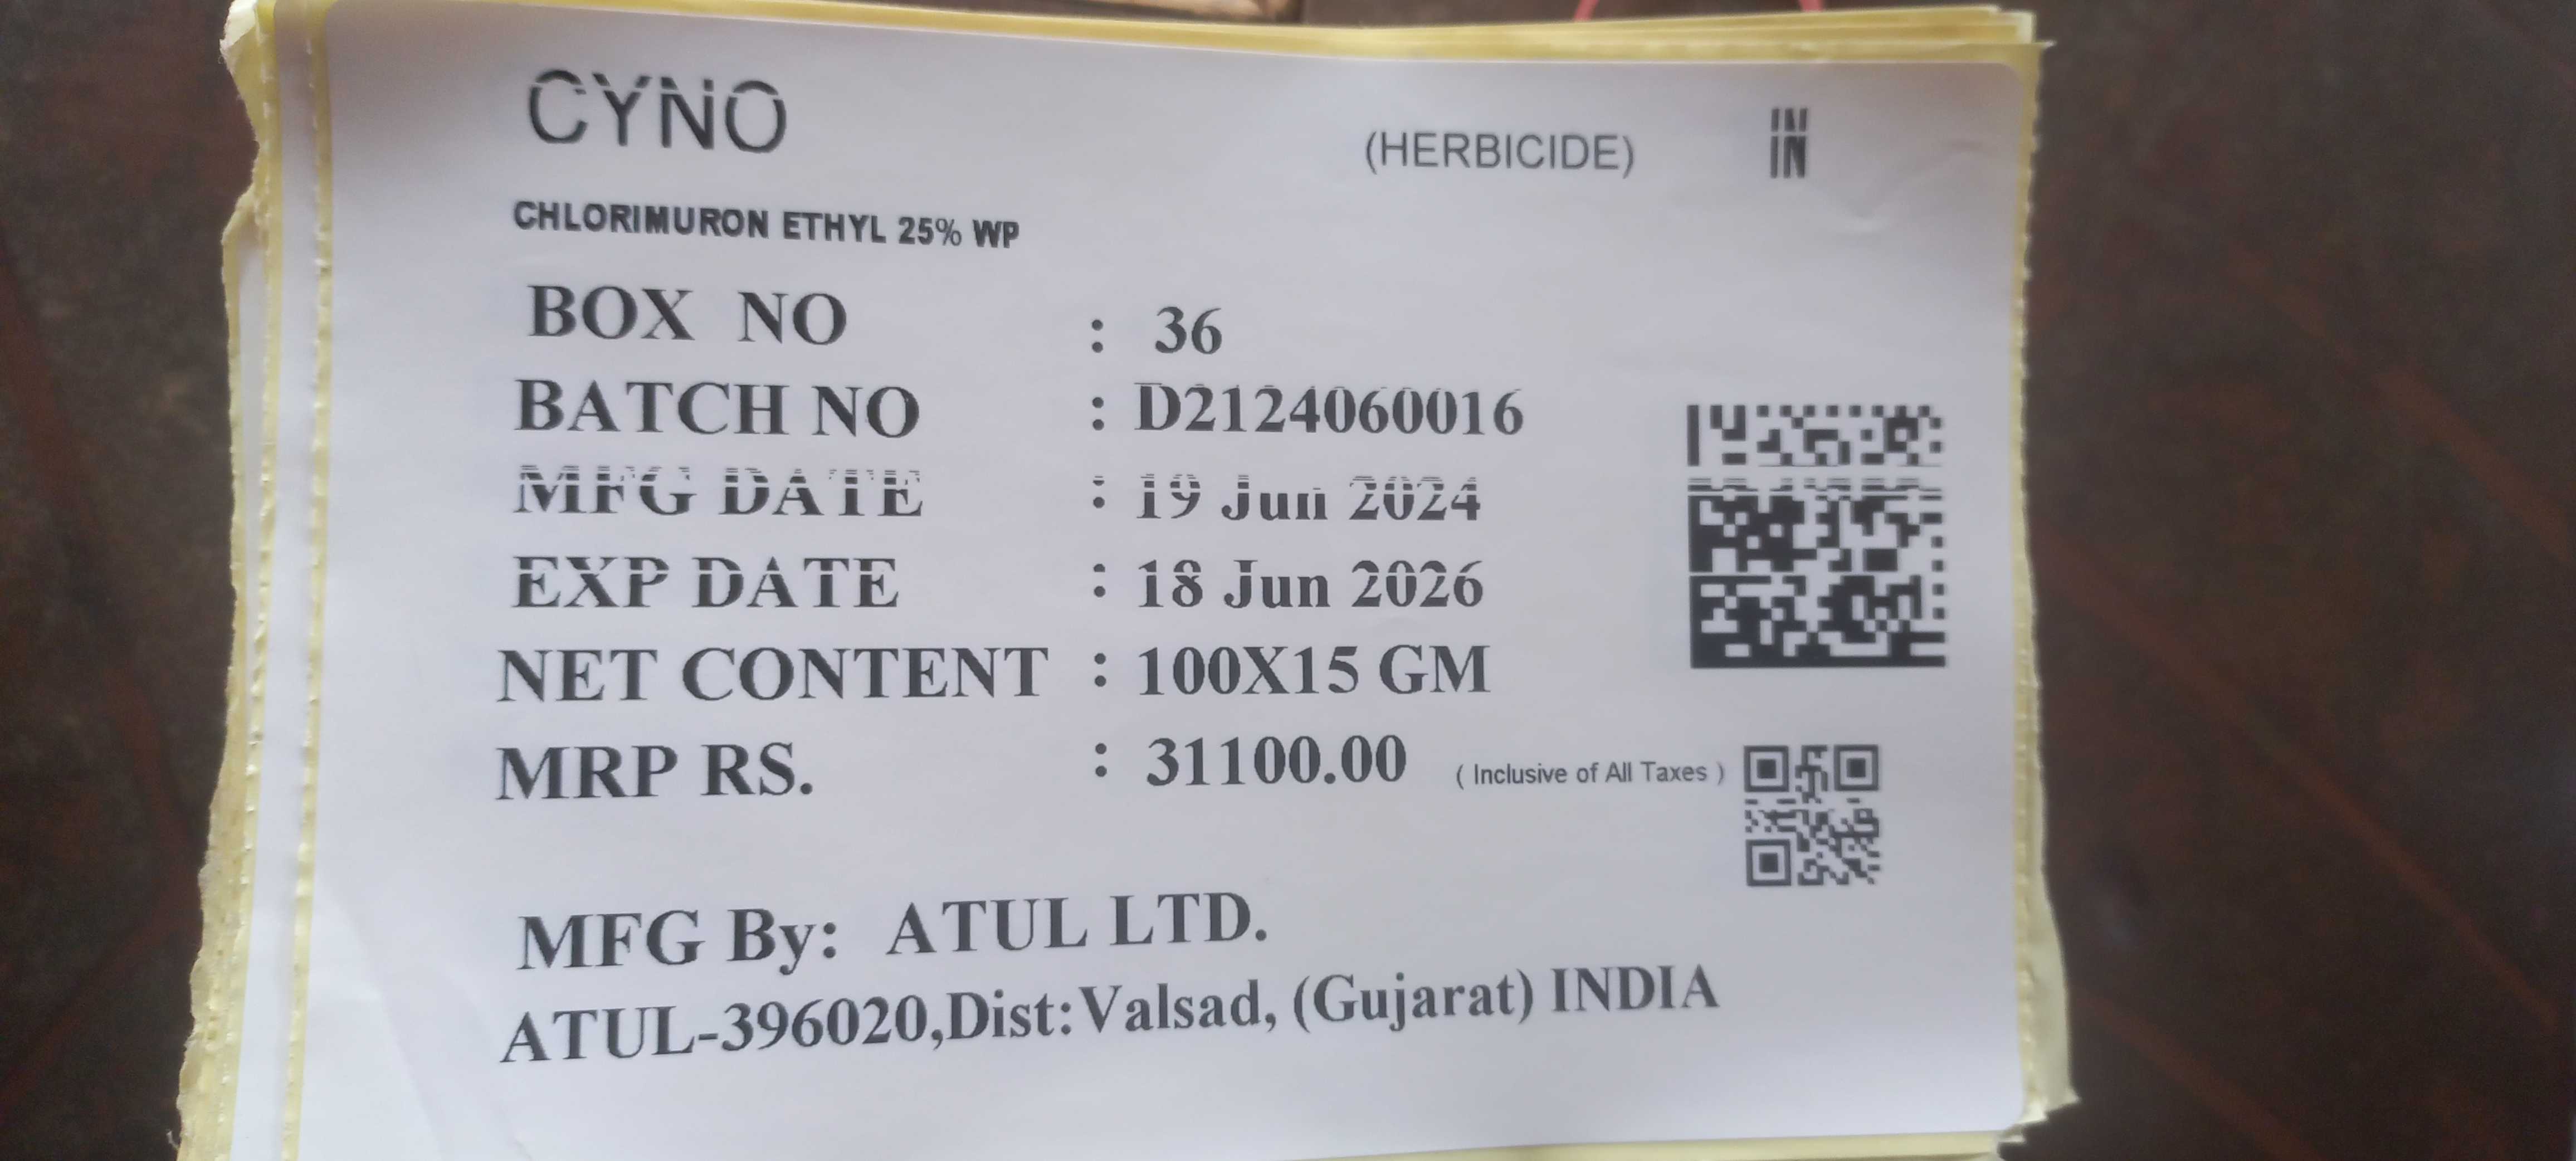 CYNO
(HERBICIDE)
IN
CHLORIMURON ETHYL 25% WP
BOX NO : 36
BATCH NO : D2124060016
MFG DATE : 19 Jun 2024
EXP DATE : 18 Jun 2026
NET CONTENT : 100X15 GM
MRP RS. : 31100.00 ( Inclusive of All Taxes )
MFG By: ATUL LTD.
ATUL-396020,Dist:Valsad, (Gujarat) INDIA